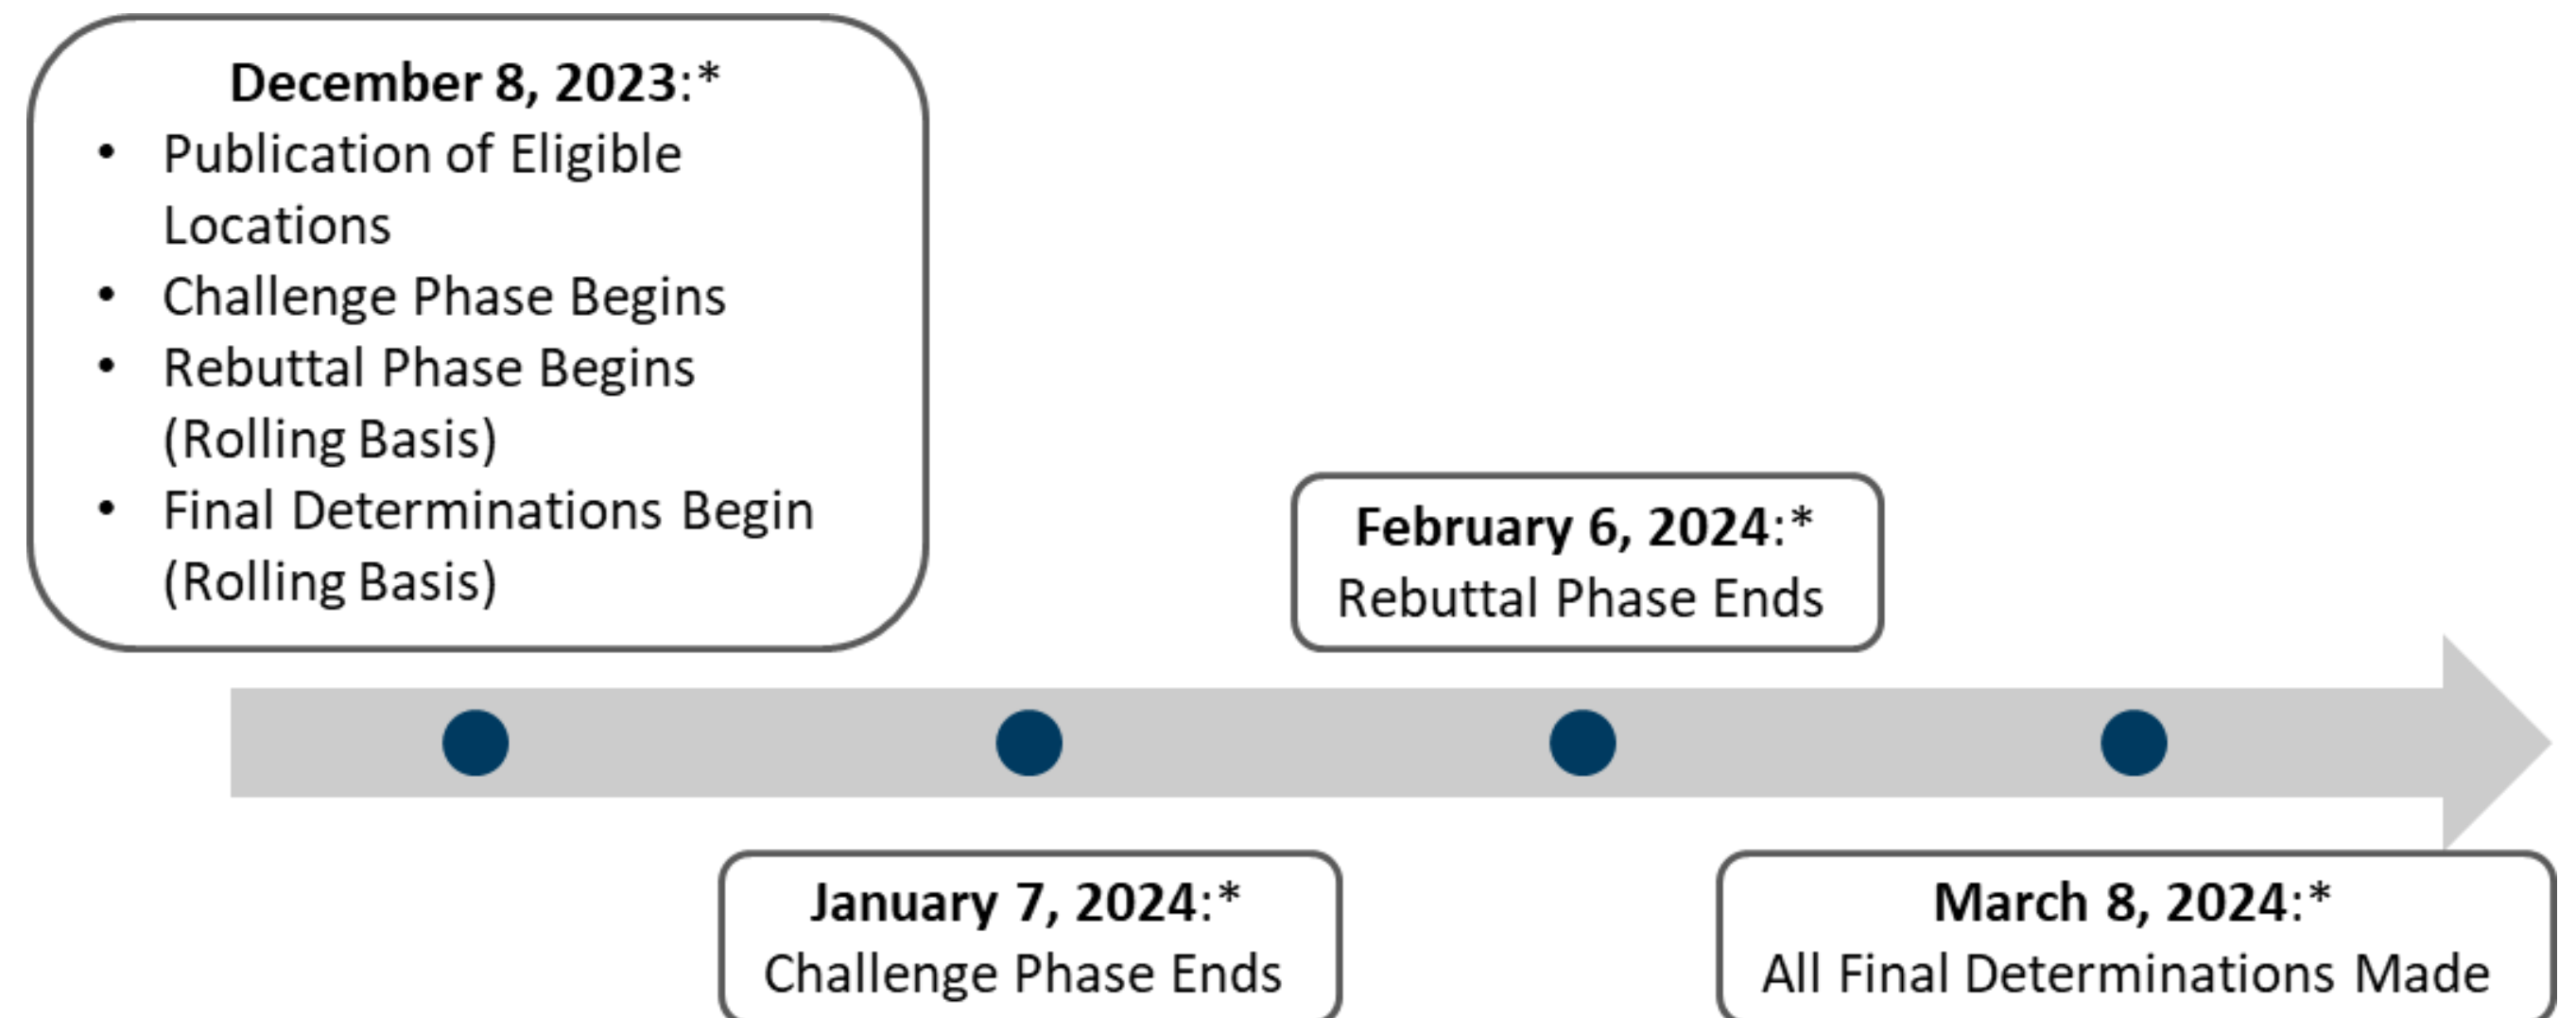 December 8, 2023:*
• Publication of Eligible
Locations
• Challenge Phase Begins
• Rebuttal Phase Begins
(Rolling Basis)
• Final Determinations Begin
(Rolling Basis)
February 6, 2024:*
Rebuttal Phase Ends
January 7, 2024:*
Challenge Phase Ends
March 8, 2024:*
All Final Determinations Made